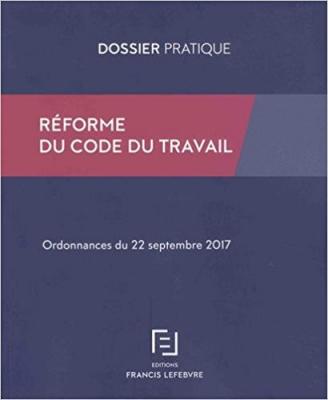 DOSSIER PRATIQUE
RÉFORME
DU CODE DU TRAVAIL
Ordonnances du 22 septembre 2017
EDITIONS
FRANCIS LEFEBVRE